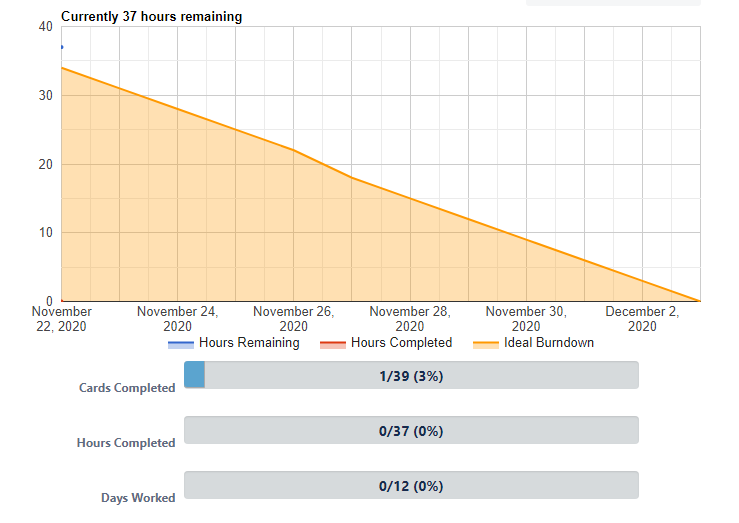 Currently 37 hours remaining
40
30
20
10
0
November 22, 2020
November 24, 2020
November 26, 2020
November 28, 2020
November 30, 2020
December 2, 2020
Hours Remaining Hours Completed Ideal Burndown
Cards Completed 1/39 (3%)
Hours Completed 0/37 (0%)
Days Worked 0/12 (0%)